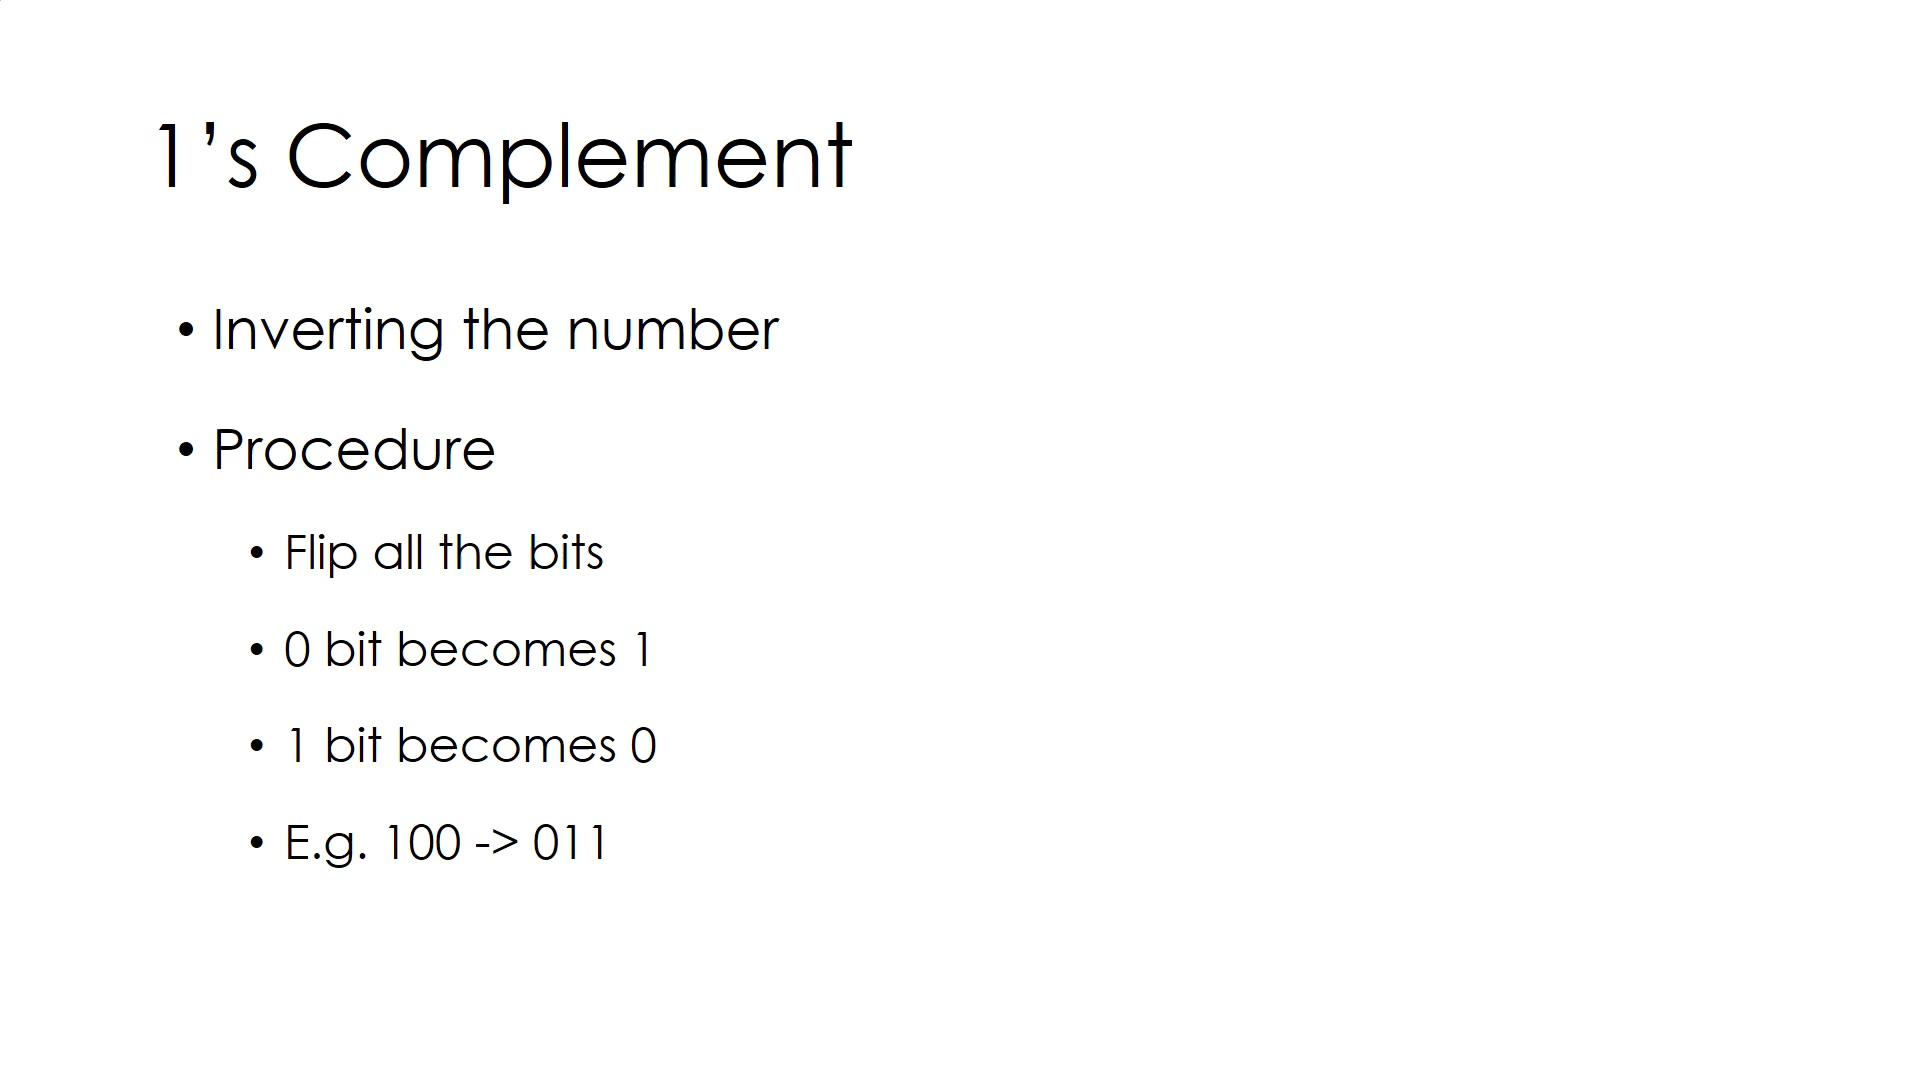 1’s Complement
• Inverting the number
• Procedure
• Flip all the bits
• 0 bit becomes 1
• 1 bit becomes 0
• E.g. 100 -> 011